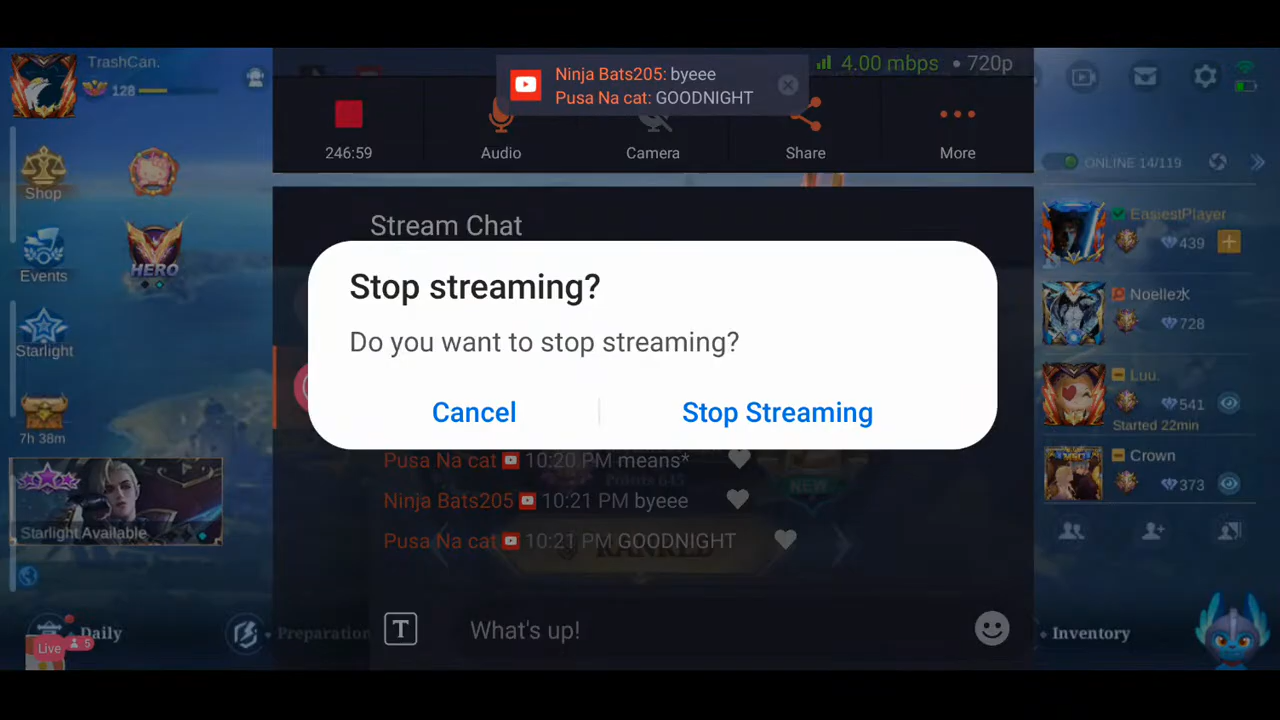 TrashCan.
128
Shop
HERO
Events
Starlight
7h 38m
Starlight Available
Daily
Live
5
Preparation
Ninja Bats205: byeee
Pusa Na cat: GOODNIGHT
4.00 mbps • 720p
246:59
Audio
Camera
Share
More
Stream Chat
Stop streaming?
Do you want to stop streaming?
Cancel
Stop Streaming
Pusa Na cat 10:20 PM means*
Points 645
NEW
Ninja Bats205 10:21 PM byeee
Pusa Na cat 10:21 PM GOODNIGHT
RANKED
T
What's up!
ONLINE 14/119
EasiestPlayer
439
Noelle水
728
Luu.
541
Started 22min
Crown
373
Inventory